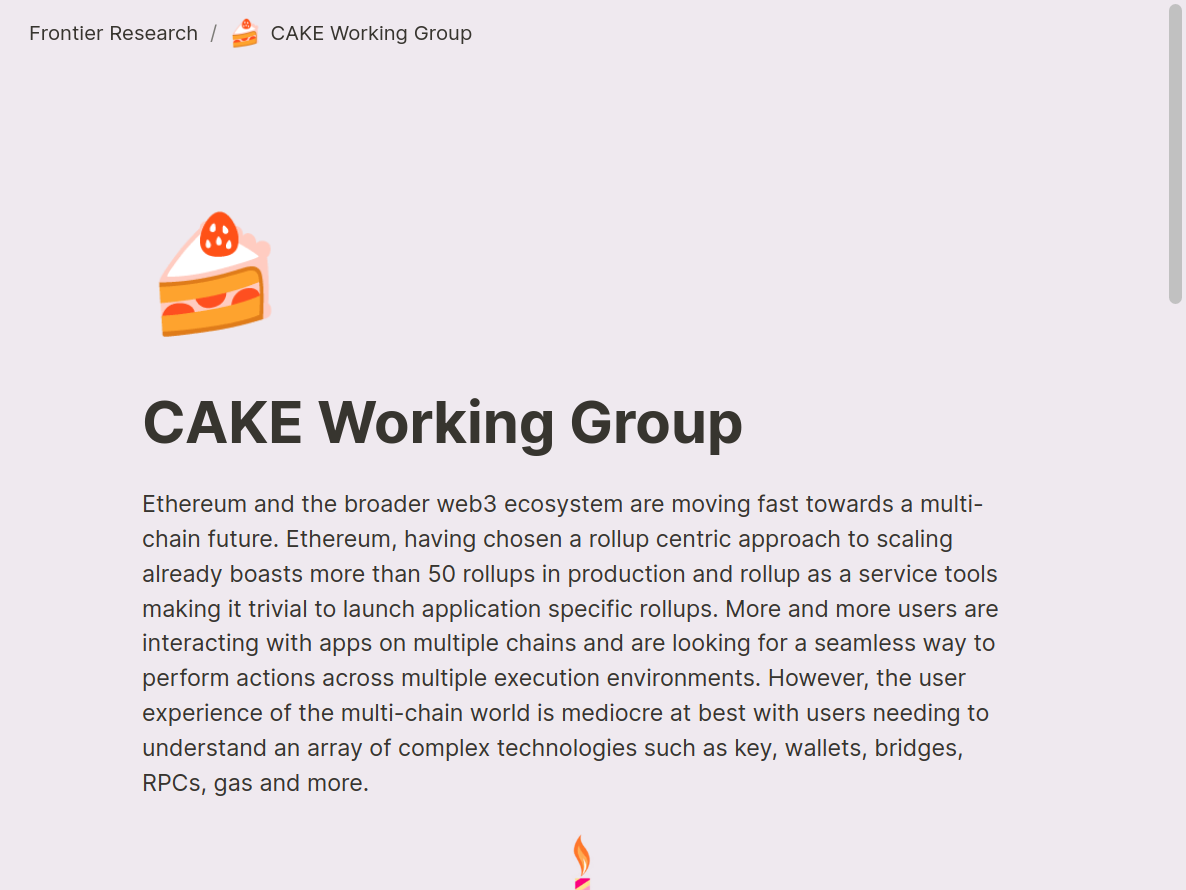 Frontier Research / CAKE Working Group
CAKE Working Group
Ethereum and the broader web3 ecosystem are moving fast towards a multi-
chain future. Ethereum, having chosen a rollup centric approach to scaling
already boasts more than 50 rollups in production and rollup as a service tools
making it trivial to launch application specific rollups. More and more users are
interacting with apps on multiple chains and are looking for a seamless way to
perform actions across multiple execution environments. However, the user
experience of the multi-chain world is mediocre at best with users needing to
understand an array of complex technologies such as key, wallets, bridges,
RPCs, gas and more.